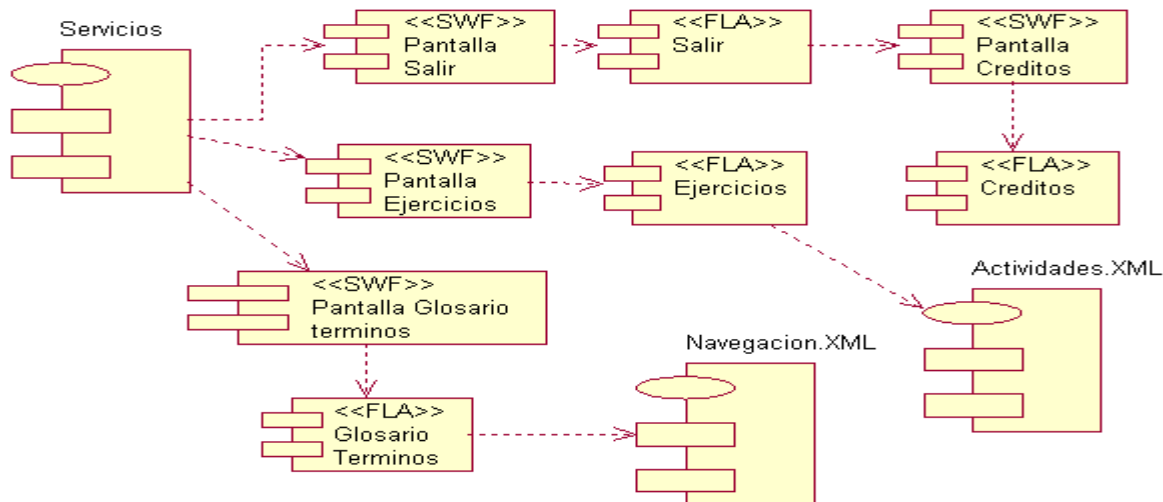 Servicios
<<SWF>>
Pantalla
Salir
<<FLA>>
Salir
<<SWF>>
Pantalla
Creditos
<<SWF>>
Pantalla
Ejercicios
<<FLA>>
Ejercicios
<<FLA>>
Creditos
<<SWF>>
Pantalla Glosario
terminos
Actividades.XML
Navegacion.XML
<<FLA>>
Glosario
Terminos